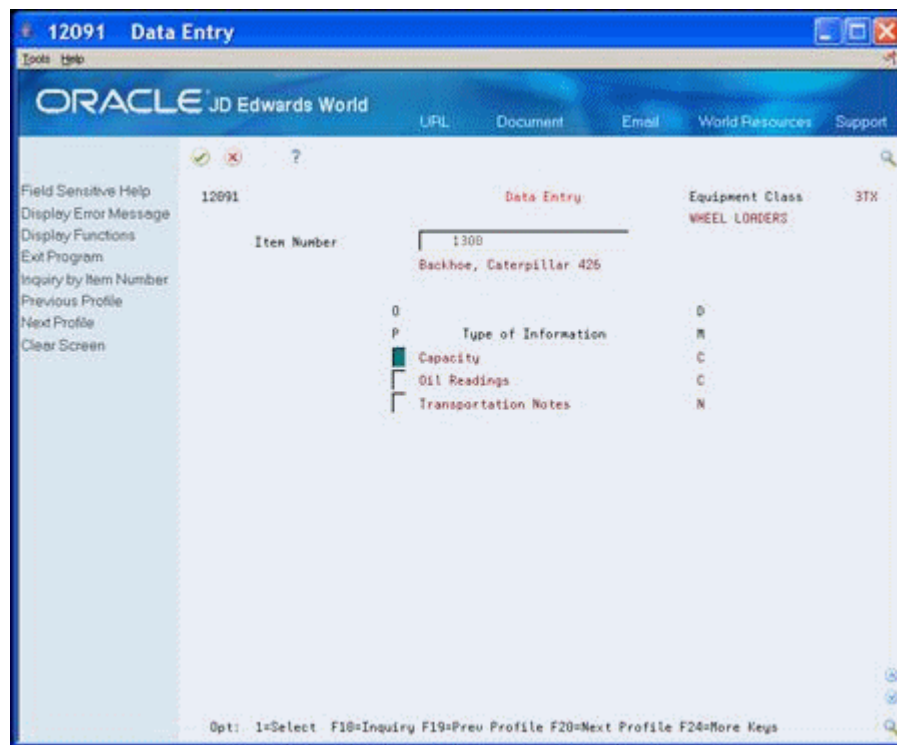 12091 Data Entry
Tools Help
ORACLE JD Edwards World
URL Document Email World Resources Support
?
Field Sensitive Help
Display Error Message
Display Functions
Exit Program
Inquiry by Item Number
Previous Profile
Next Profile
Clear Screen
12091 Data Entry Equipment Class 3TX
WHEEL LOADERS
Item Number 1300
Backhoe, Caterpillar 426
O D
P Type of Information M
Capacity C
Oil Readings C
Transportation Notes N
Opt: 1=Select F18=Inquiry F19=Prev Profile F20=Next Profile F24=More Keys